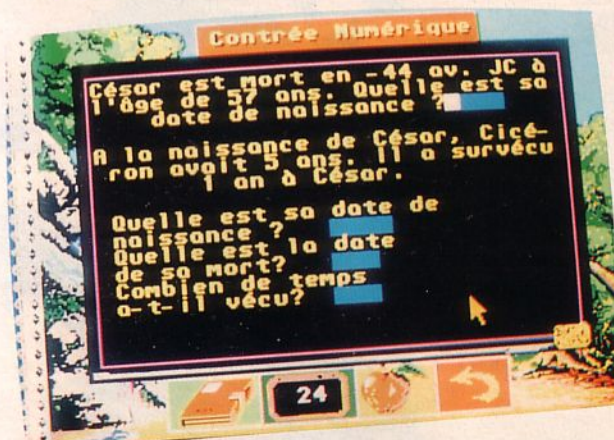 Contrée Numérique
César est mort en -44 av. JC à
l'âge de 57 ans. Quelle est sa
date de naissance ?
A la naissance de César, Cicé-
ron avait 5 ans. Il a survécu
1 an à César.
Quelle est sa date de
naissance ?
Quelle est la date
de sa mort?
Combien de temps
a-t-il vécu?
24